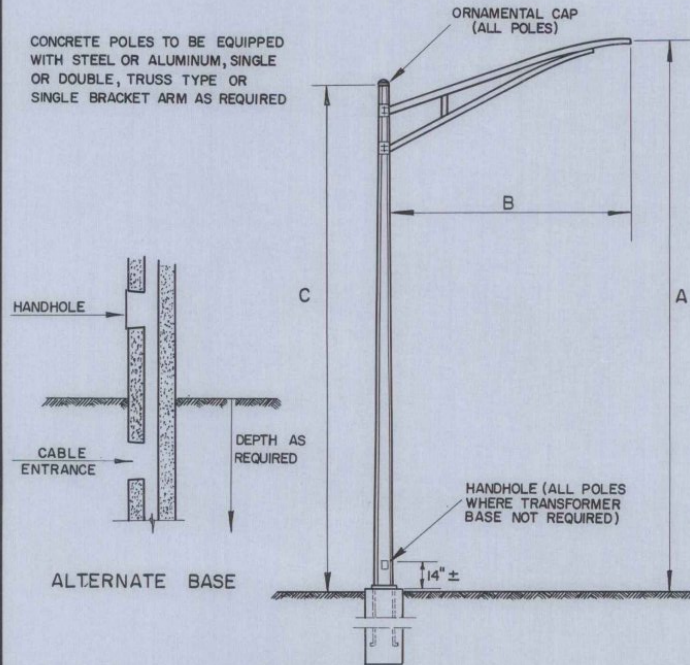 CONCRETE POLES TO BE EQUIPPED
WITH STEEL OR ALUMINUM, SINGLE
OR DOUBLE, TRUSS TYPE OR
SINGLE BRACKET ARM AS REQUIRED
ORNAMENTAL CAP
(ALL POLES)
B
C
A
HANDHOLE
CABLE
ENTRANCE
DEPTH AS
REQUIRED
HANDHOLE (ALL POLES
WHERE TRANSFORMER
BASE NOT REQUIRED)
14" ±
ALTERNATE BASE